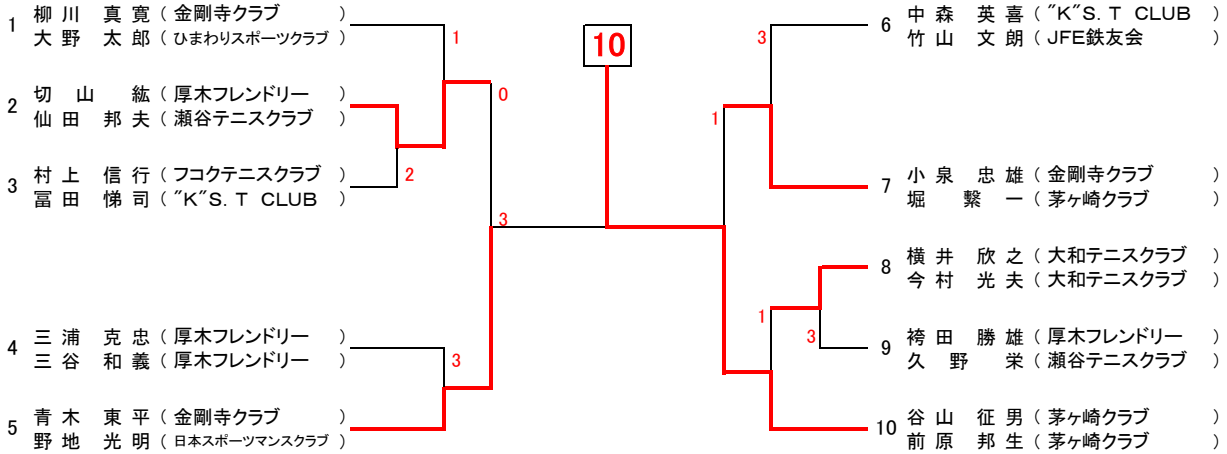 1 柳川 真寛 ( 金剛寺クラブ )
大野 太郎 ( ひまわりスポーツクラブ )
2 切山 紘 ( 厚木フレンドリー )
仙田 邦夫 ( 瀬谷テニスクラブ )
3 村上 信行 ( フコクテニスクラブ )
冨田 悌司 ( "K"S.T CLUB )
4 三浦 克忠 ( 厚木フレンドリー )
三谷 和義 ( 厚木フレンドリー )
5 青木 東平 ( 金剛寺クラブ )
野地 光明 ( 日本スポーツマンスクラブ )
1
2
0
3
3
10
3
1
1
3
6 中森 英喜 ( "K"S.T CLUB )
竹山 文朗 ( JFE鉄友会 )
7 小泉 忠雄 ( 金剛寺クラブ )
堀 繋一 ( 茅ヶ崎クラブ )
8 横井 欣之 ( 大和テニスクラブ )
今村 光夫 ( 大和テニスクラブ )
9 袴田 勝雄 ( 厚木フレンドリー )
久野 栄 ( 瀬谷テニスクラブ )
10 谷山 征男 ( 茅ヶ崎クラブ )
前原 邦生 ( 茅ヶ崎クラブ )